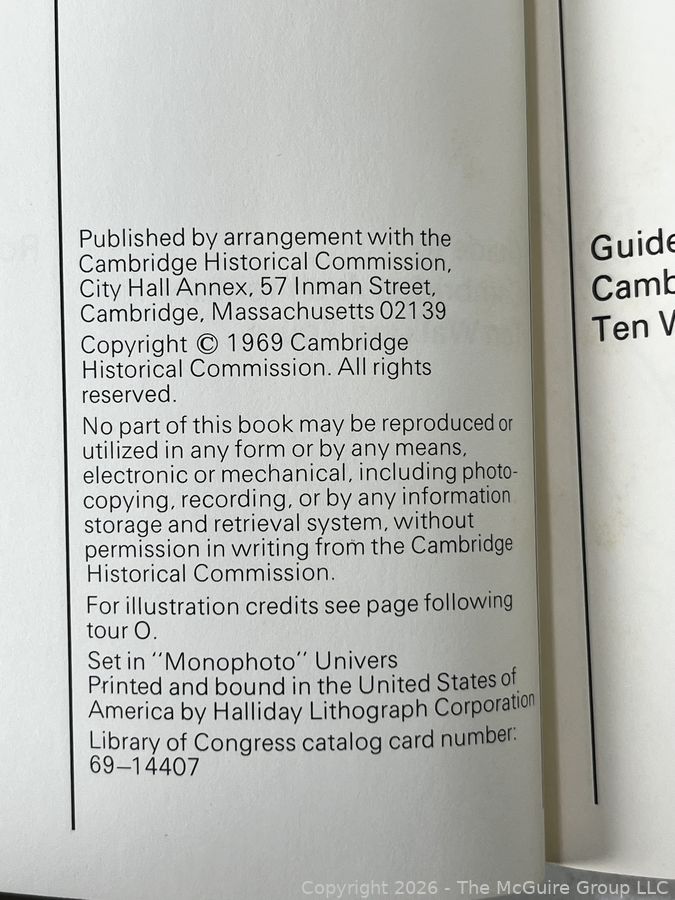 Published by arrangement with the
Cambridge Historical Commission,
City Hall Annex, 57 Inman Street,
Cambridge, Massachusetts 02139
Copyright © 1969 Cambridge
Historical Commission. All rights
reserved.
No part of this book may be reproduced or
utilized in any form or by any means,
electronic or mechanical, including photo-
copying, recording, or by any information
storage and retrieval system, without
permission in writing from the Cambridge
Historical Commission.
For illustration credits see page following
tour O.
Set in "Monophoto" Univers
Printed and bound in the United States of
America by Halliday Lithograph Corporation
Library of Congress catalog card number:
69–14407
Guide
Camb
Ten W
Copyright 2026 - The McGuire Group LLC